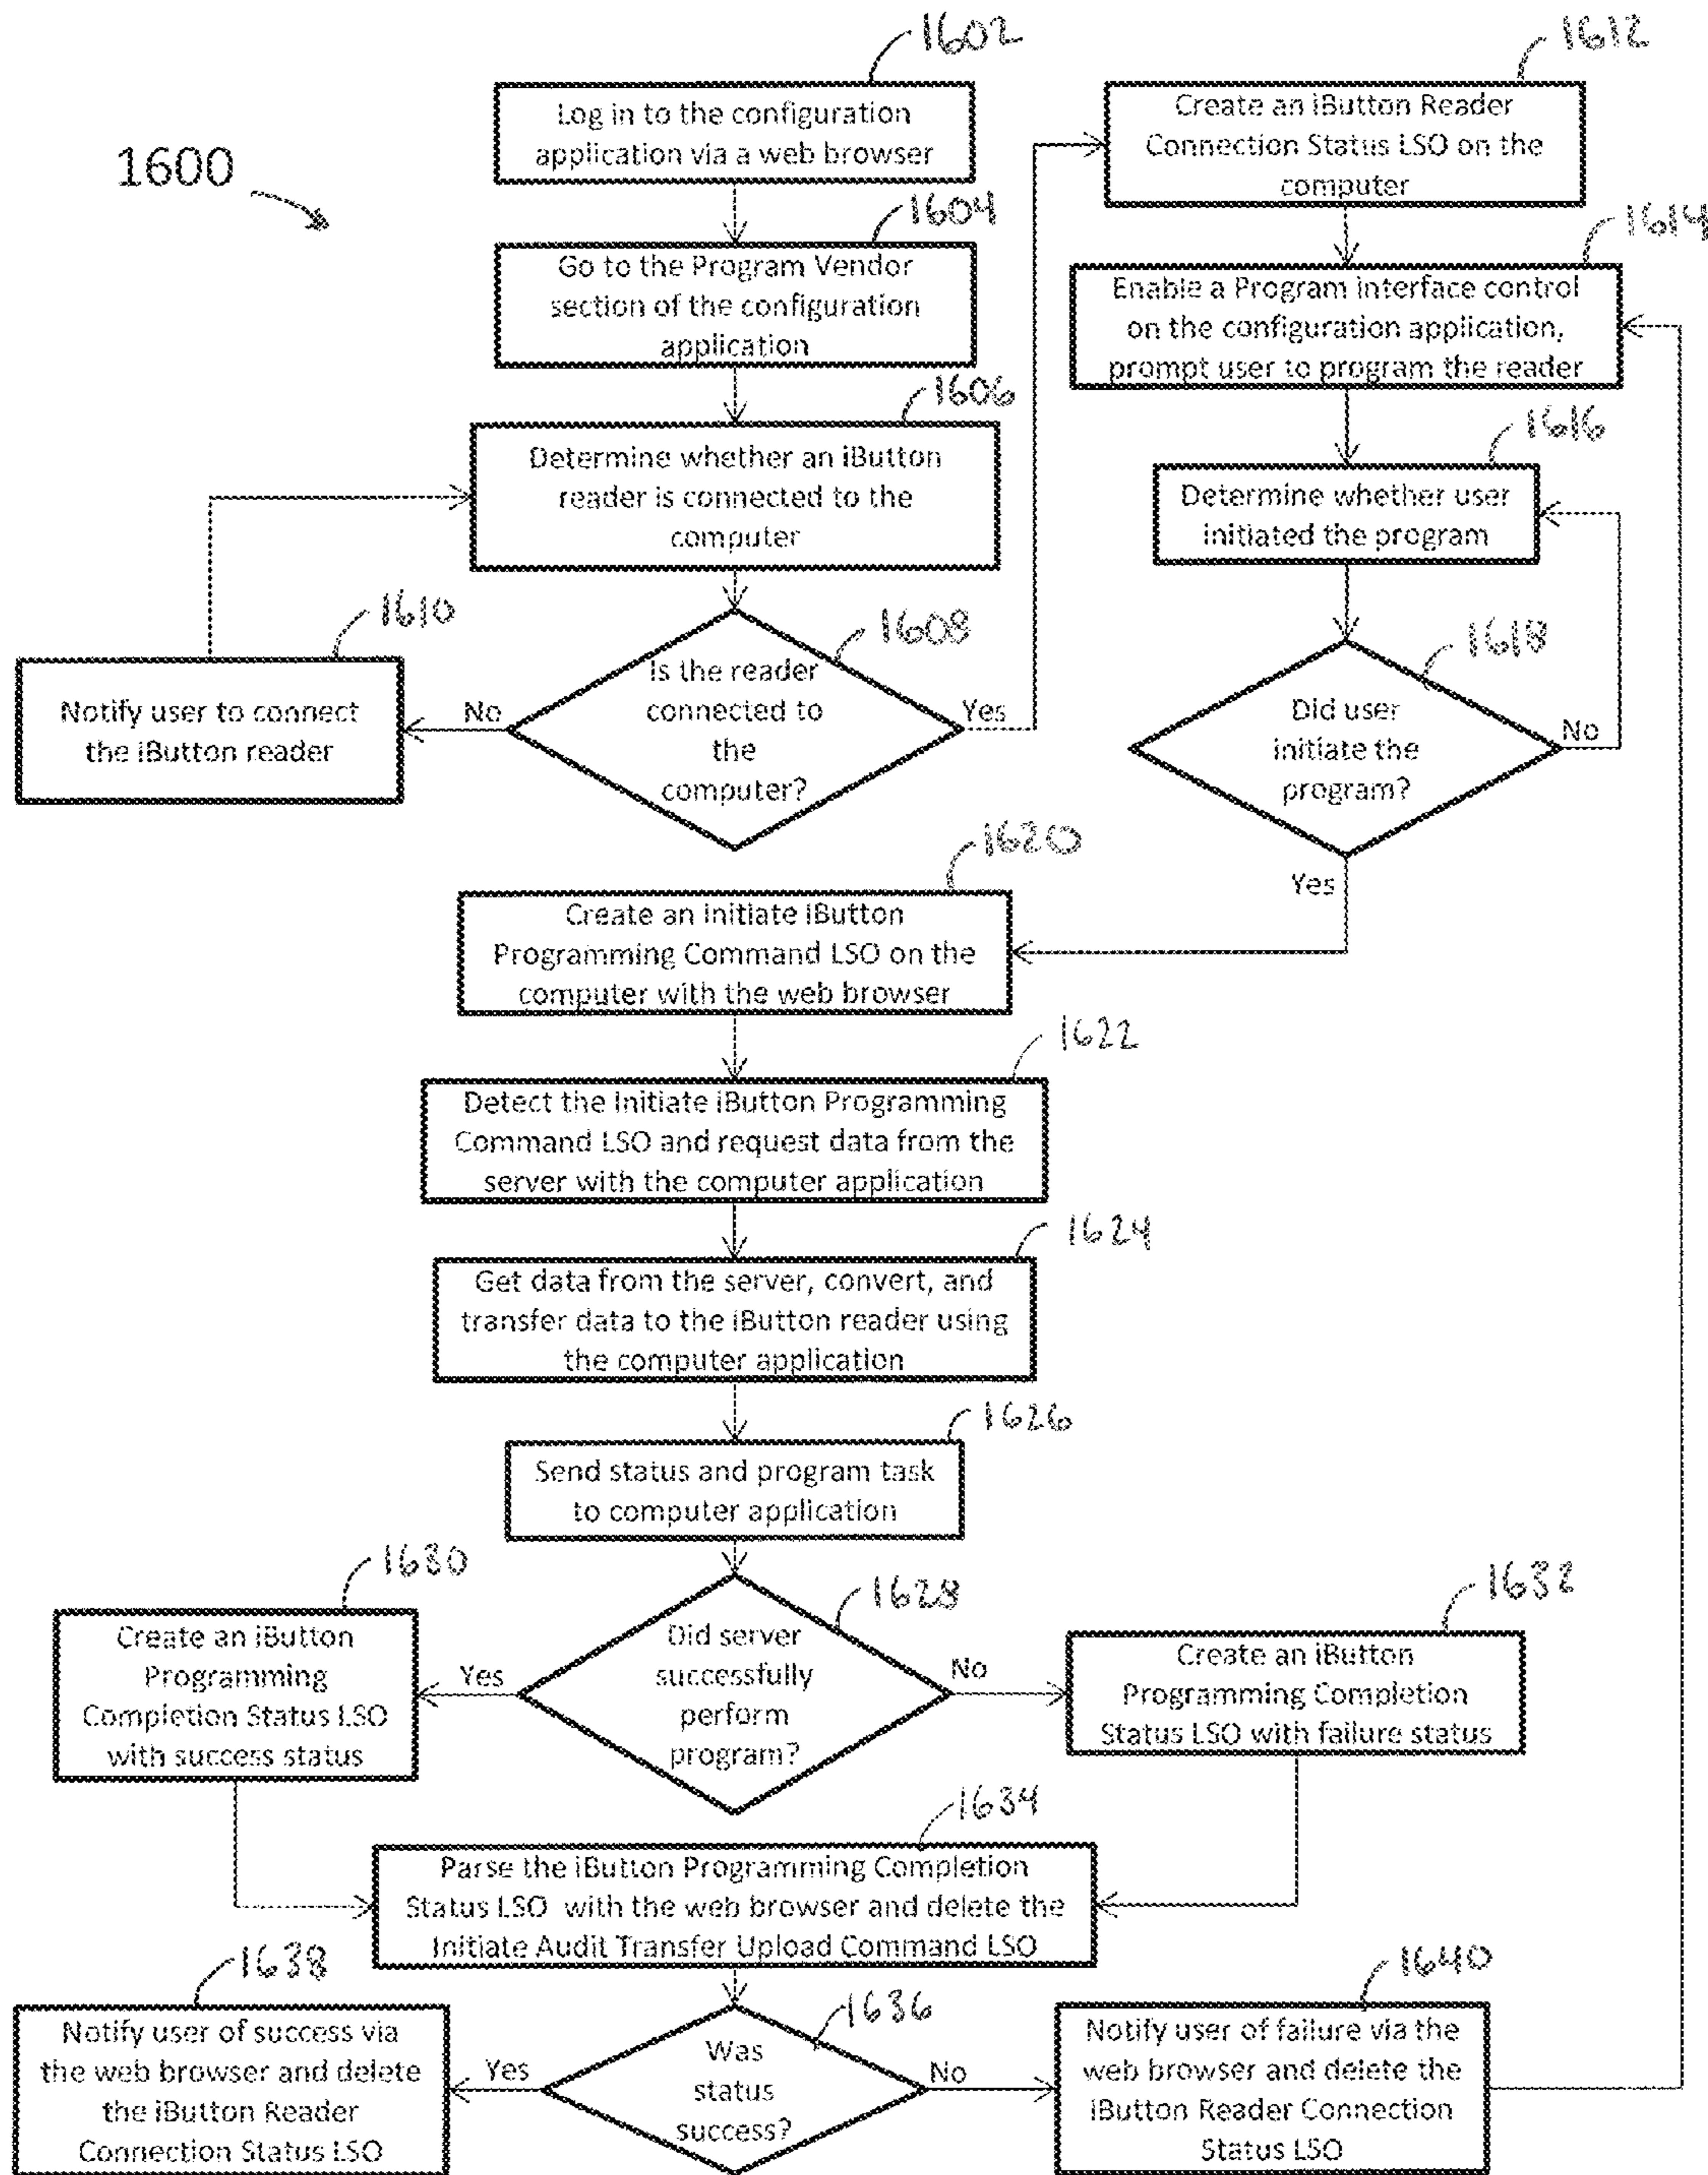 1600
1602
Log in to the configuration
application via a web browser
1604
Go to the Program Vendor
section of the configuration
application
1606
Determine whether an iButton
reader is connected to the
computer
1608
Is the reader
connected to
the
computer?
No
Yes
1610
Notify user to connect
the iButton reader
1612
Create an iButton Reader
Connection Status LSO on the
computer
1614
Enable a Program interface control
on the configuration application,
prompt user to program the reader
1616
Determine whether user
initiated the program
1618
Did user
initiate the
program?
No
Yes
1620
Create an Initiate iButton
Programming Command LSO on the
computer with the web browser
1622
Detect the Initiate iButton Programming
Command LSO and request data from the
server with the computer application
1624
Get data from the server, convert, and
transfer data to the iButton reader using
the computer application
1626
Send status and program task
to computer application
1628
Did server
successfully
perform
program?
Yes
No
1630
Create an iButton
Programming
Completion Status LSO
with success status
1632
Create an iButton
Programming Completion
Status LSO with failure status
1634
Parse the iButton Programming Completion
Status LSO with the web browser and delete the
Initiate Audit Transfer Upload Command LSO
1636
Was
status
success?
Yes
No
1638
Notify user of success via
the web browser and delete
the iButton Reader
Connection Status LSO
1640
Notify user of failure via the
web browser and delete the
iButton Reader Connection
Status LSO